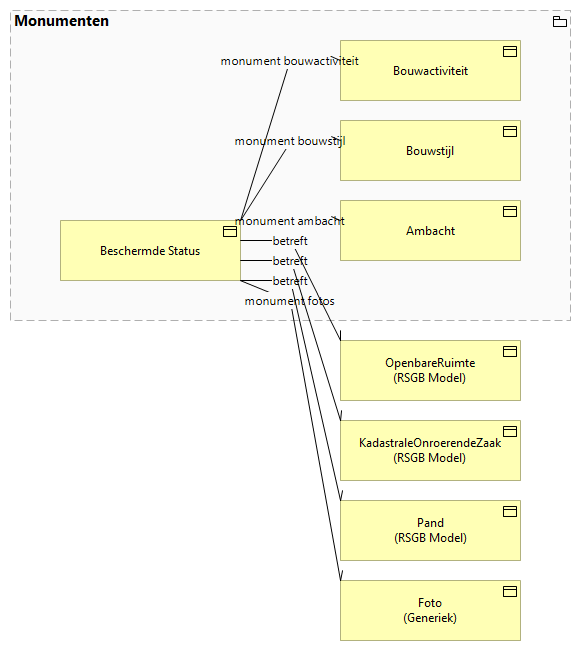 Monumenten
monument bouwactiviteit
Bouwactiviteit
monument bouwstijl
Bouwstijl
monument ambacht
Ambacht
Beschermde Status
betreft
betreft
betreft
monument fotos
OpenbareRuimte
(RSGB Model)
KadastraleOnroerendeZaak
(RSGB Model)
Pand
(RSGB Model)
Foto
(Generiek)